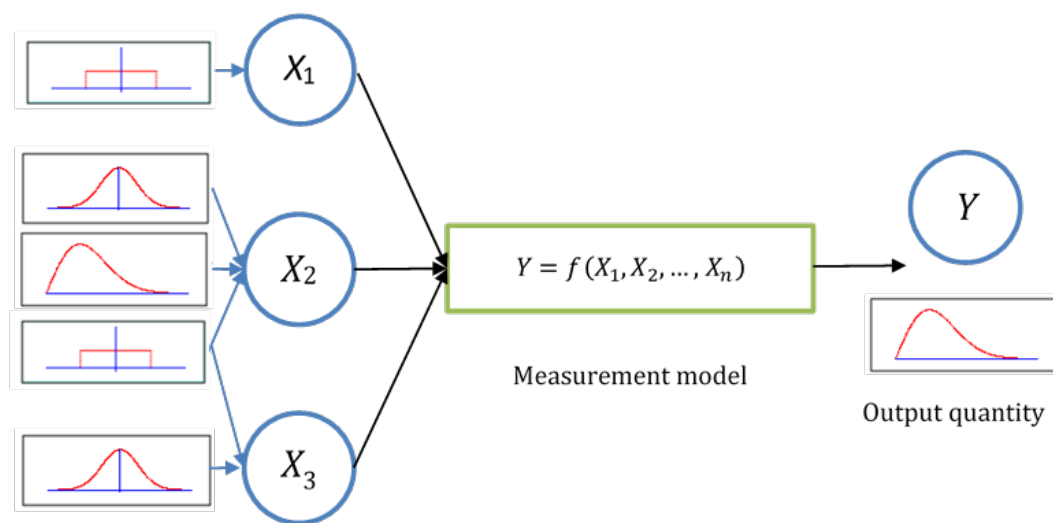 X₁
X₂
X₃
Y = f(X₁, X₂, …, Xₙ)
Measurement model
Y
Output quantity